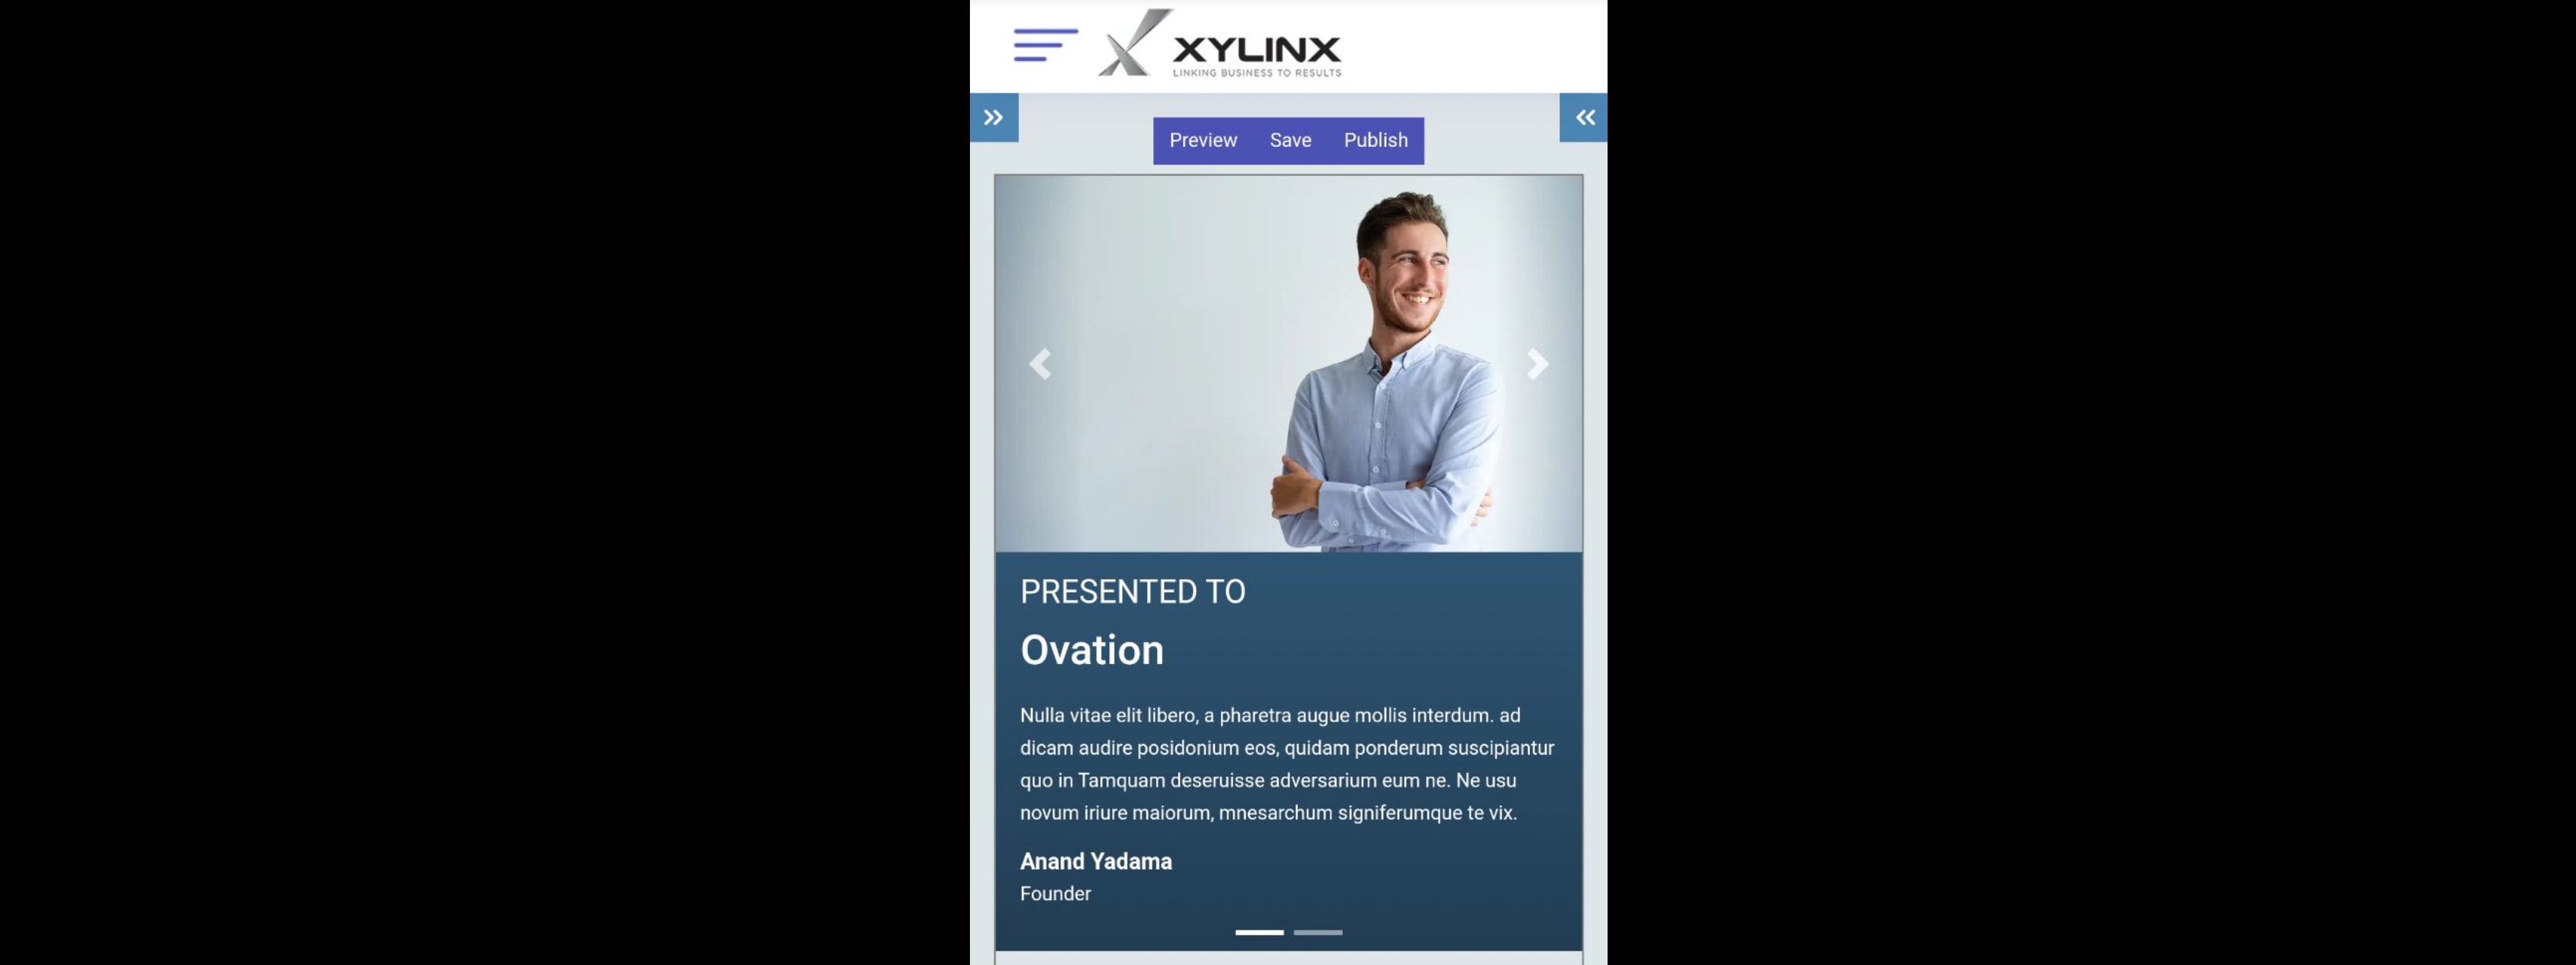 XYLINX
LINKING BUSINESS TO RESULTS
Preview Save Publish
PRESENTED TO
Ovation
Nulla vitae elit libero, a pharetra augue mollis interdum. ad
dicam audire posidonium eos, quidam ponderum suscipiantur
quo in Tamquam deseruisse adversarium eum ne. Ne usu
novum iriure maiorum, mnesarchum signiferumque te vix.
Anand Yadama
Founder